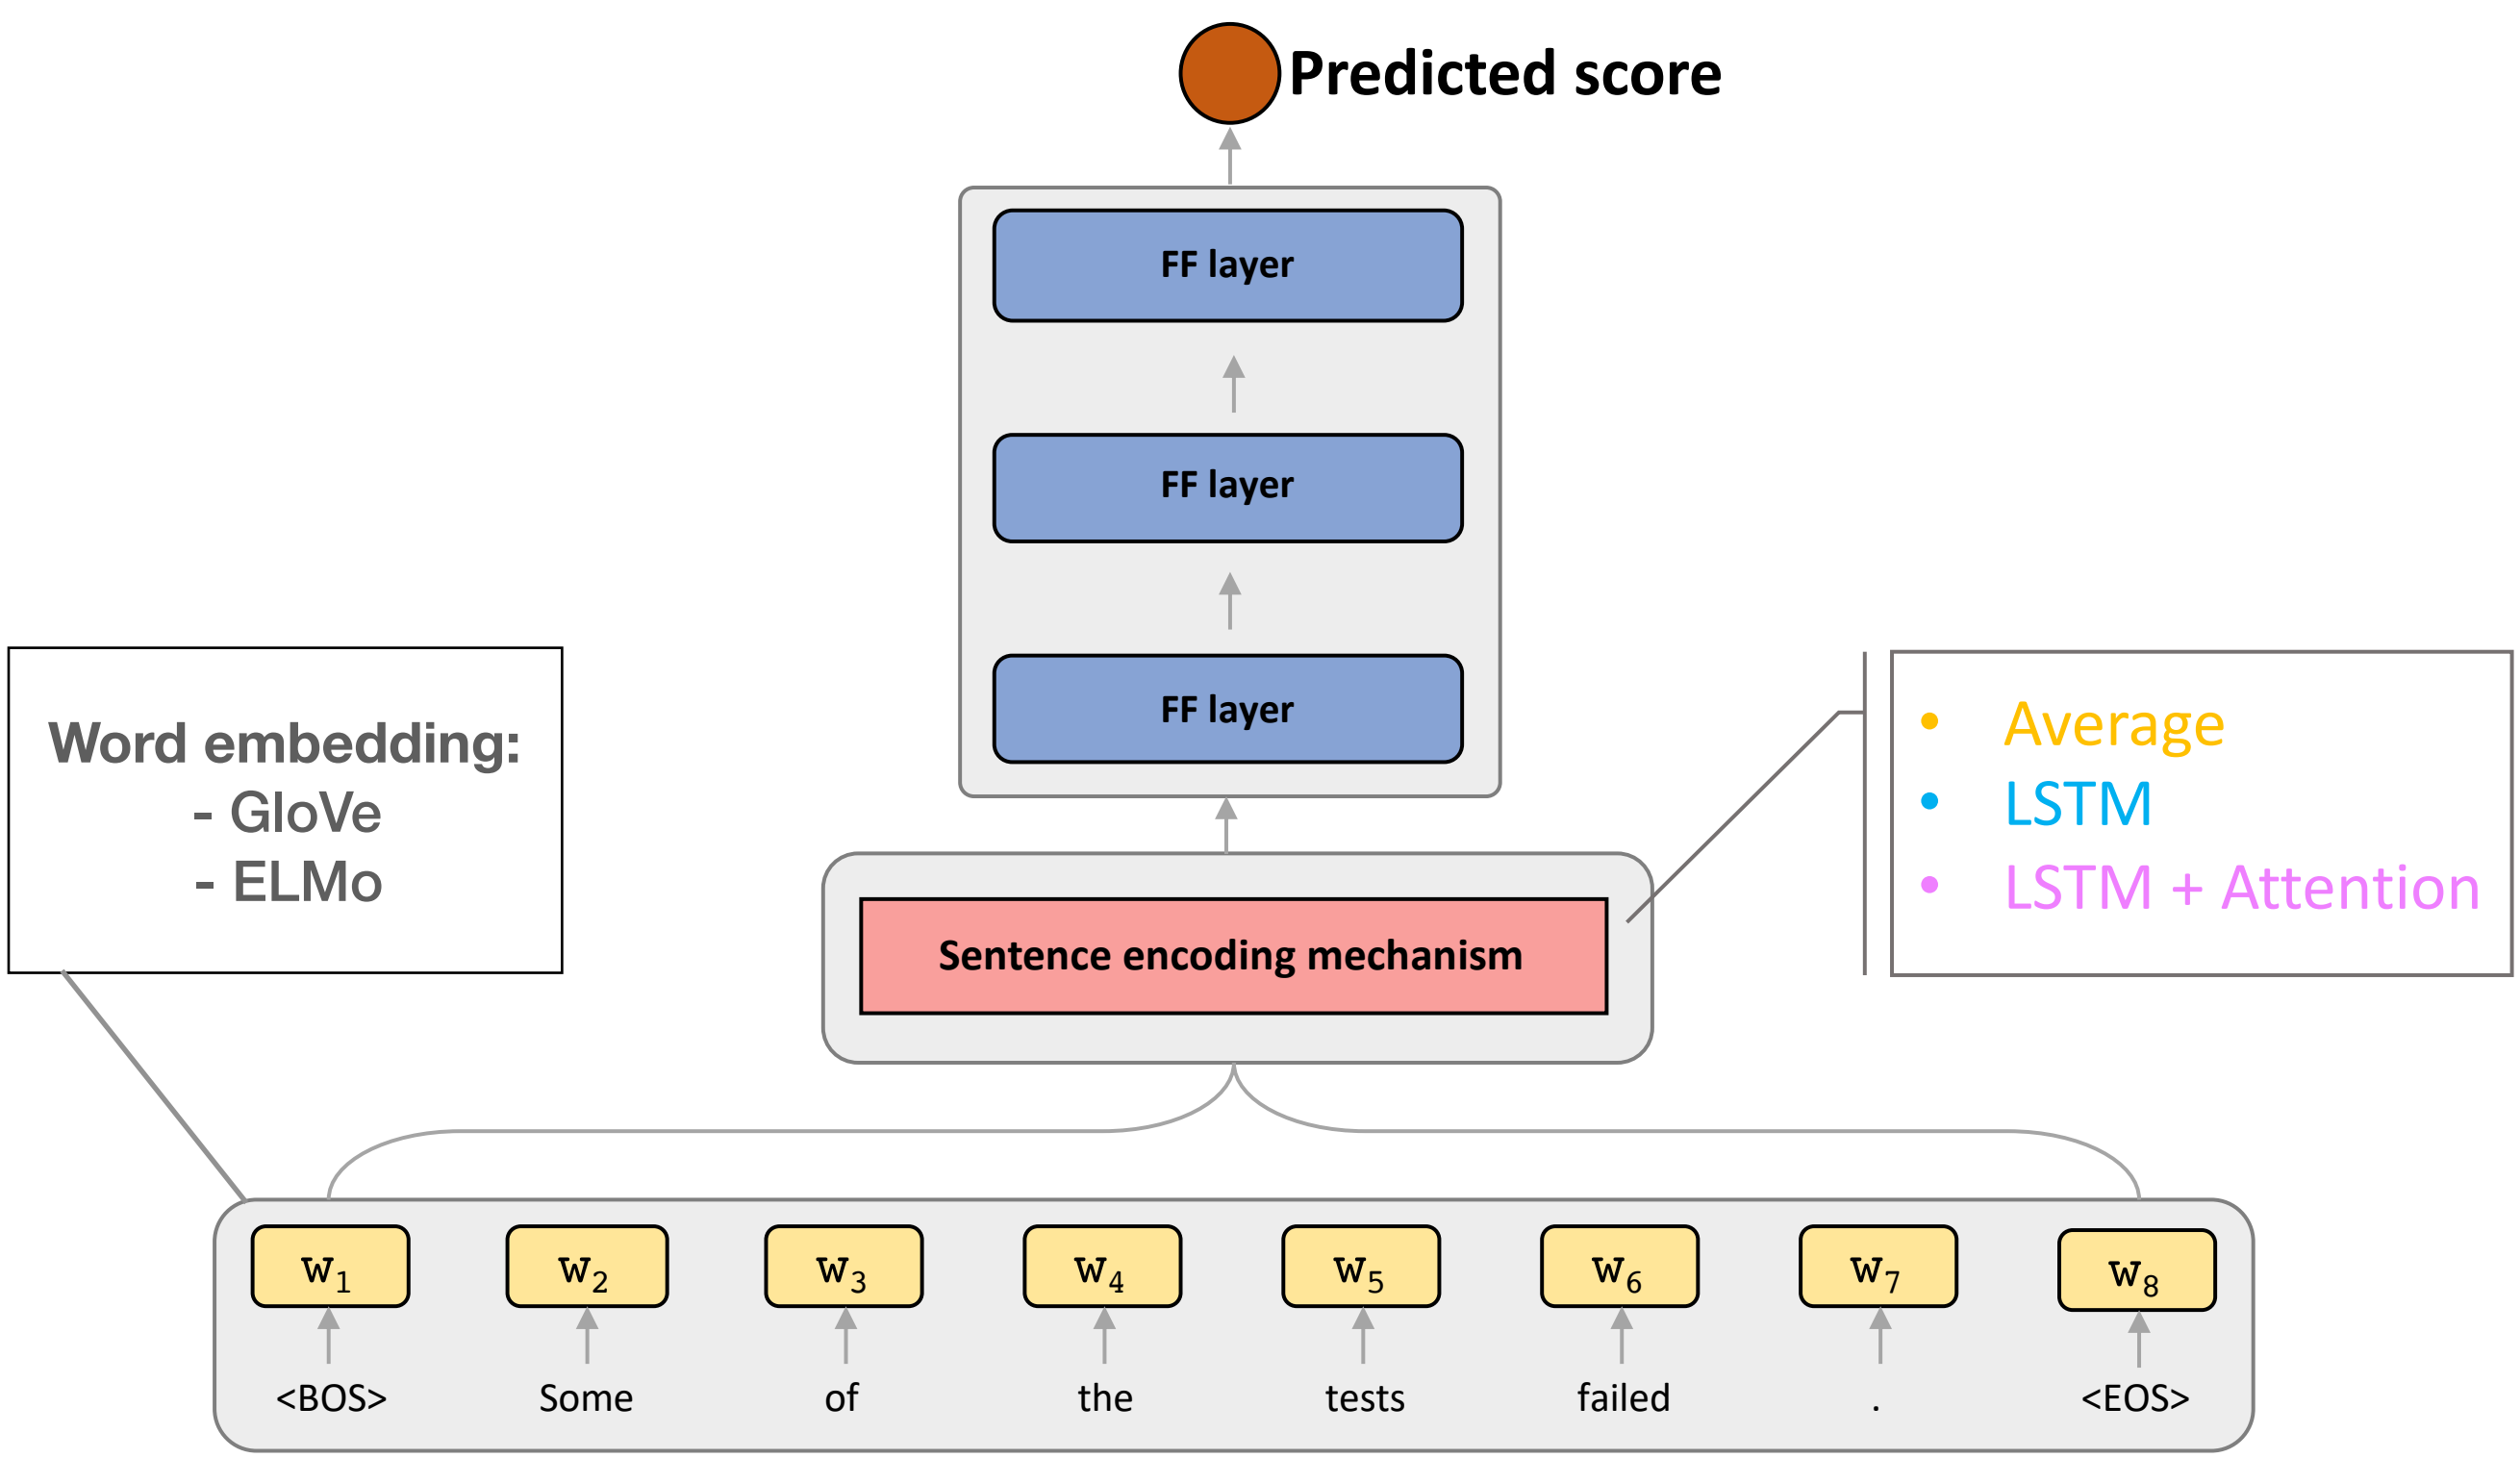 Predicted score
FF layer
FF layer
FF layer
Word embedding:
- GloVe
- ELMo
• Average
• LSTM
• LSTM + Attention
Sentence encoding mechanism
w₁ w₂ w₃ w₄ w₅ w₆ w₇ w₈
<BOS> Some of the tests failed . <EOS>